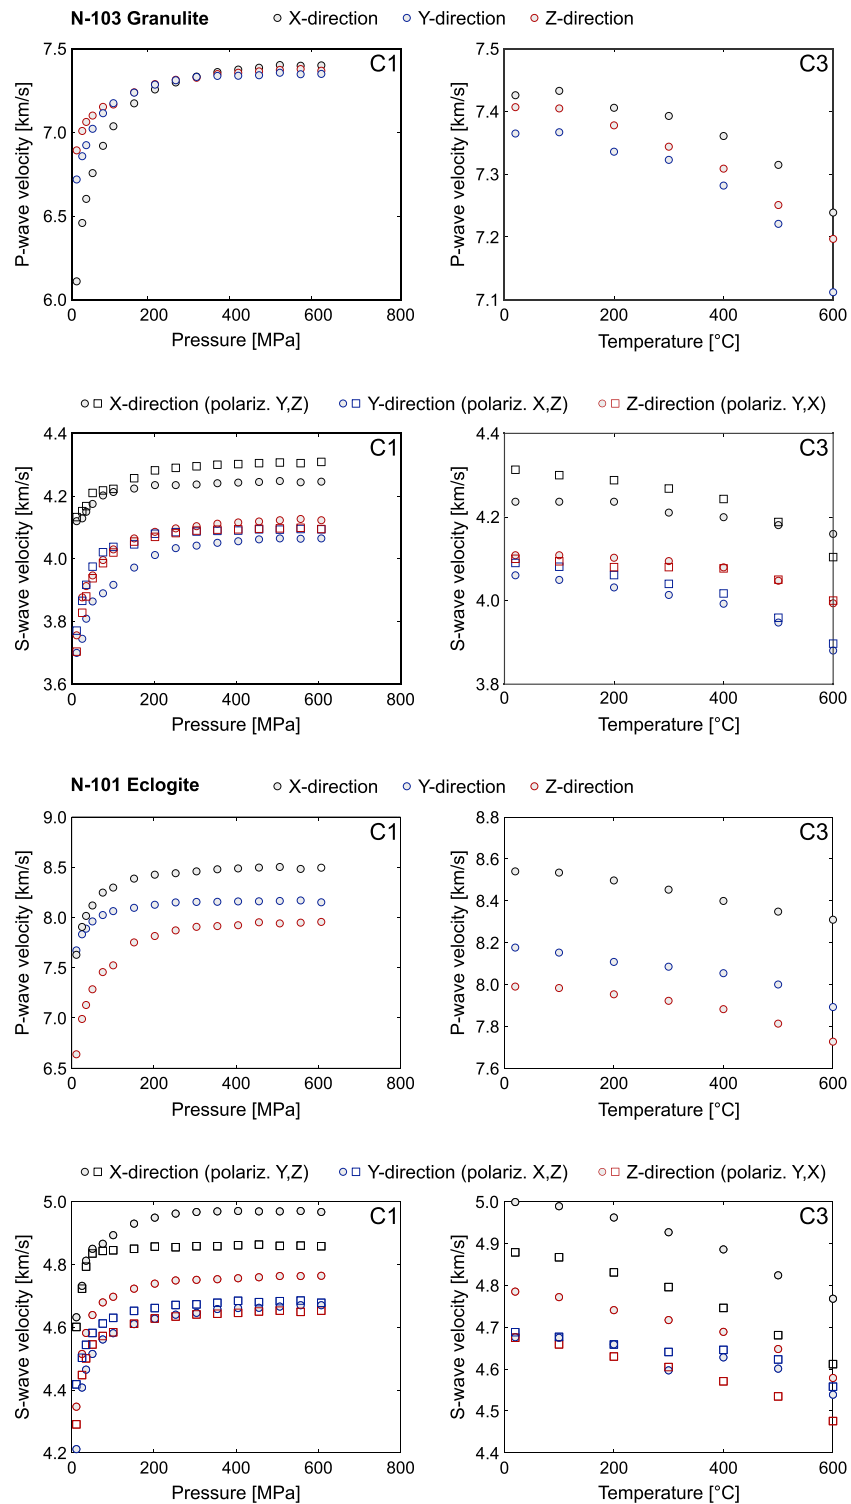 N-103 Granulite X-direction Y-direction Z-direction
7.5
7.0
6.5
6.0
P-wave velocity [km/s]
C1
0 200 400 600 800
Pressure [MPa]
7.5
7.4
7.3
7.2
7.1
P-wave velocity [km/s]
C3
0 200 400 600
Temperature [°C]
X-direction (polariz. Y,Z) Y-direction (polariz. X,Z) Z-direction (polariz. Y,X)
4.4
4.2
4.0
3.8
3.6
S-wave velocity [km/s]
C1
0 200 400 600 800
Pressure [MPa]
4.4
4.2
4.0
3.8
S-wave velocity [km/s]
C3
0 200 400 600
Temperature [°C]
N-101 Eclogite X-direction Y-direction Z-direction
9.0
8.5
8.0
7.5
7.0
6.5
P-wave velocity [km/s]
C1
0 200 400 600 800
Pressure [MPa]
8.8
8.6
8.4
8.2
8.0
7.8
7.6
P-wave velocity [km/s]
C3
0 200 400 600
Temperature [°C]
X-direction (polariz. Y,Z) Y-direction (polariz. X,Z) Z-direction (polariz. Y,X)
5.0
4.8
4.6
4.4
4.2
S-wave velocity [km/s]
C1
0 200 400 600 800
Pressure [MPa]
5.0
4.9
4.8
4.7
4.6
4.5
4.4
S-wave velocity [km/s]
C3
0 200 400 600
Temperature [°C]